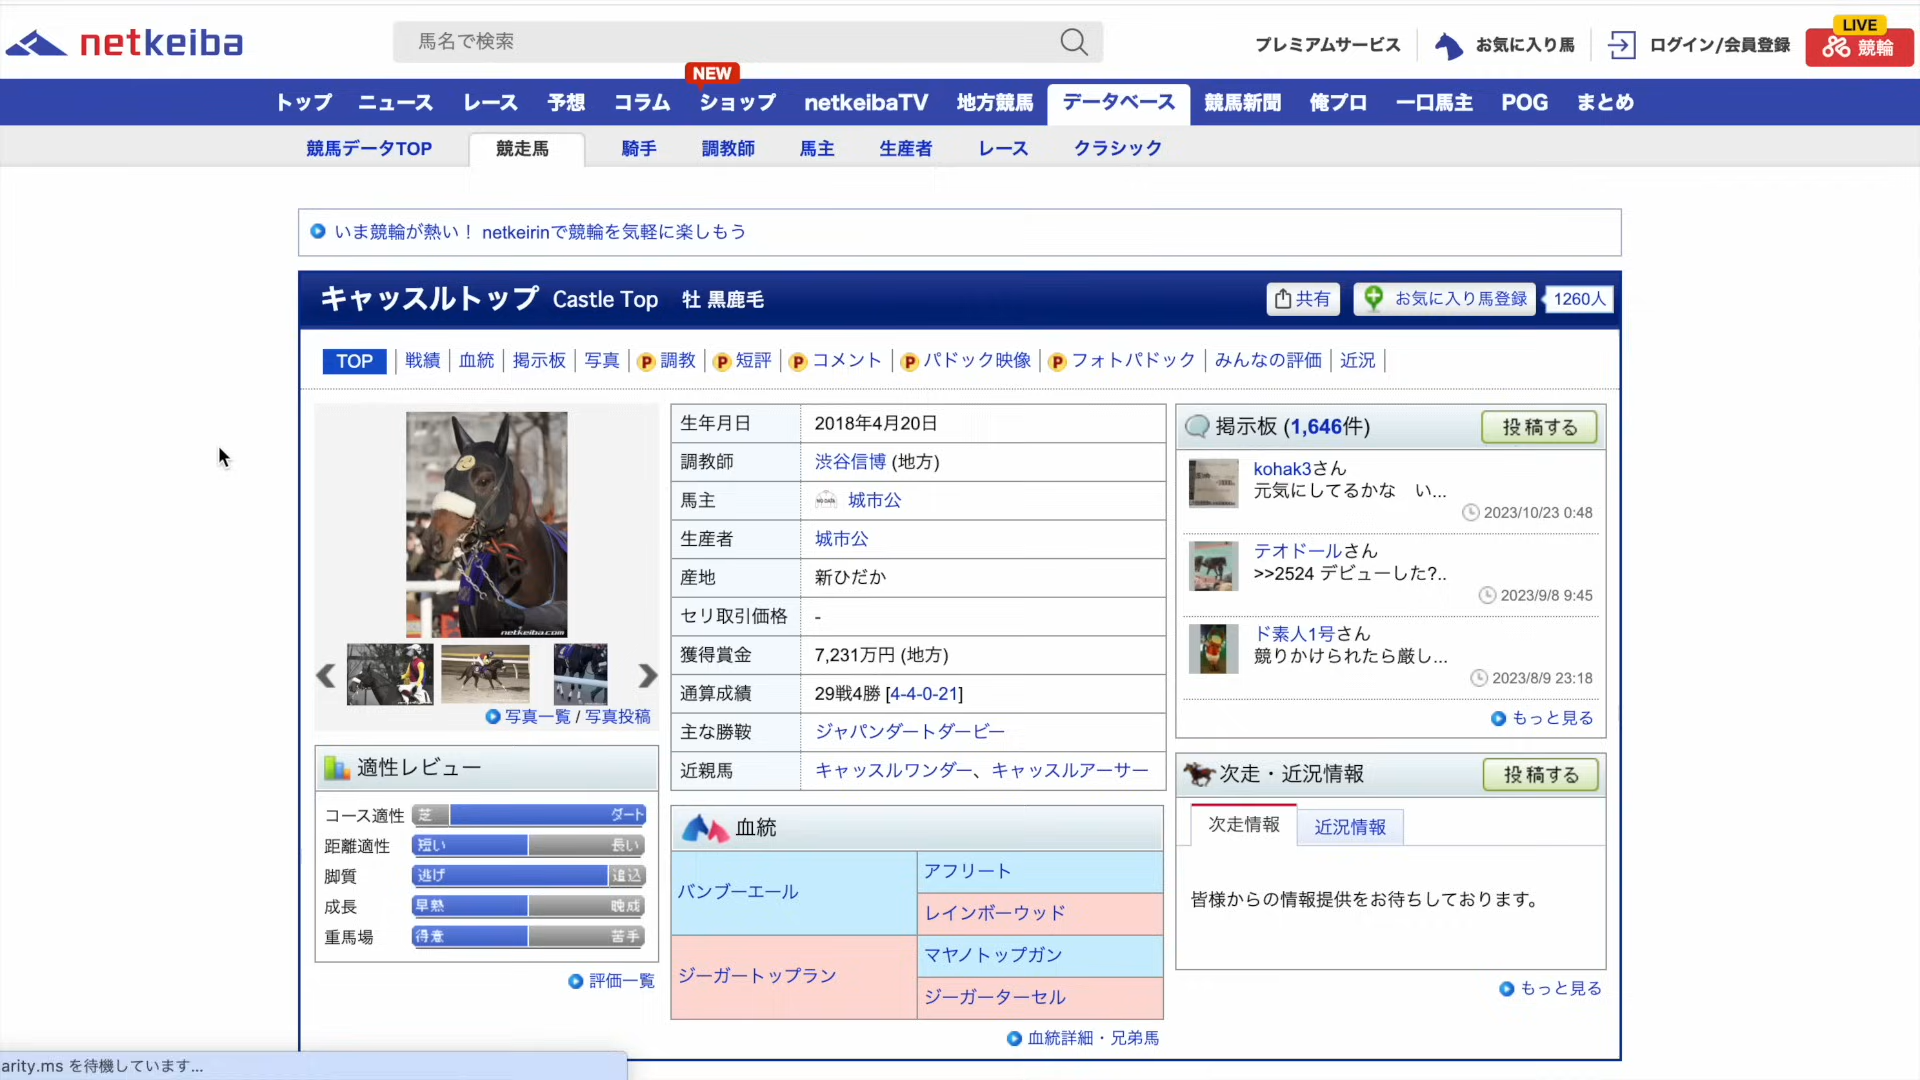 netkeiba
馬名で検索
プレミアムサービス
お気に入り馬
ログイン/会員登録
LIVE
競輪
NEW
トップ ニュース レース 予想 コラム ショップ netkeibaTV 地方競馬 データベース 競馬新聞 俺プロ 一口馬主 POG まとめ
競馬データTOP 競走馬 騎手 調教師 馬主 生産者 レース クラシック
いま競輪が熱い！ netkeirinで競輪を気軽に楽しもう
キャッスルトップ Castle Top 牡 黒鹿毛
共有
お気に入り馬登録
1260人
TOP 戦績 血統 掲示板 写真 P 調教 P 短評 P コメント P パドック映像 P フォトパドック みんなの評価 近況
netkeiba.com
写真一覧 / 写真投稿
適性レビュー
コース適性 芝 ダート
距離適性 短い 長い
脚質 逃げ 追込
成長 早熟 晩成
重馬場 得意 苦手
評価一覧
生年月日 2018年4月20日
調教師 渋谷信博 (地方)
馬主 NO DATA 城市公
生産者 城市公
産地 新ひだか
セリ取引価格 -
獲得賞金 7,231万円 (地方)
通算成績 29戦4勝 [4-4-0-21]
主な勝鞍 ジャパンダートダービー
近親馬 キャッスルワンダー、キャッスルアーサー
血統
バンブーエール
アフリート
レインボーウッド
ジーガートップラン
マヤノトップガン
ジーガーターセル
血統詳細・兄弟馬
掲示板 (1,646件)
投稿する
kohak3さん
元気にしてるかな　い...
2023/10/23 0:48
テオドールさん
>>2524 デビューした?..
2023/9/8 9:45
ド素人1号さん
競りかけられたら厳し...
2023/8/9 23:18
もっと見る
次走・近況情報
投稿する
次走情報 近況情報
皆様からの情報提供をお待ちしております。
もっと見る
arity.ms を待機しています...